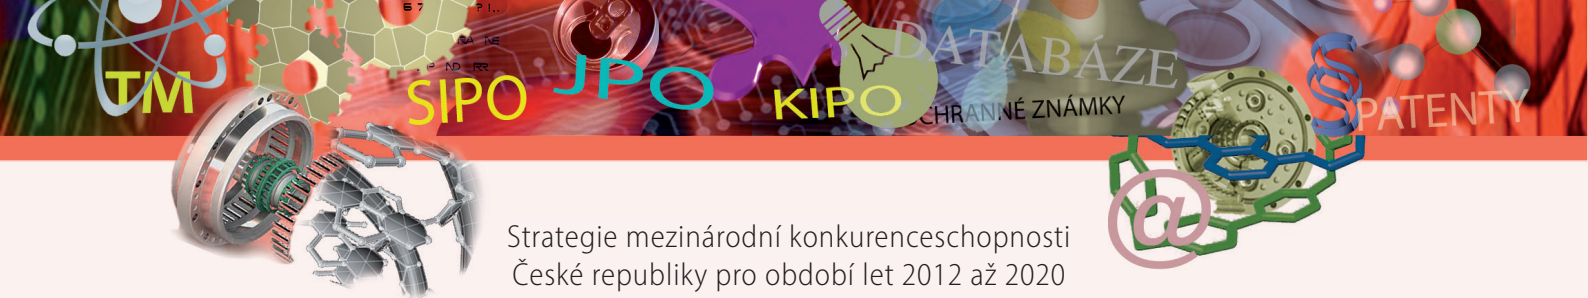 TM
SIPO
JPO
KIPO
DATABÁZE
CHRANNÉ ZNÁMKY
§
PATENTY
@
Strategie mezinárodní konkurenceschopnosti
České republiky pro období let 2012 až 2020